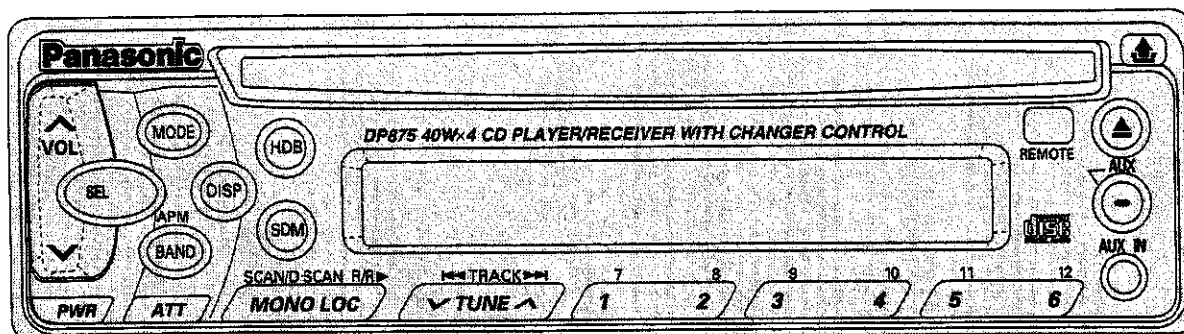 Panasonic
VOL
MODE
HDB
DP875 40W×4 CD PLAYER/RECEIVER WITH CHANGER CONTROL
REMOTE
AUX
SEL
DISP
APM
SDM
BAND
DISC
AUX IN
SCAN/D·SCAN R/R
TRACK
7 8 9 10 11 12
PWR ATT MONO LOC TUNE 1 2 3 4 5 6